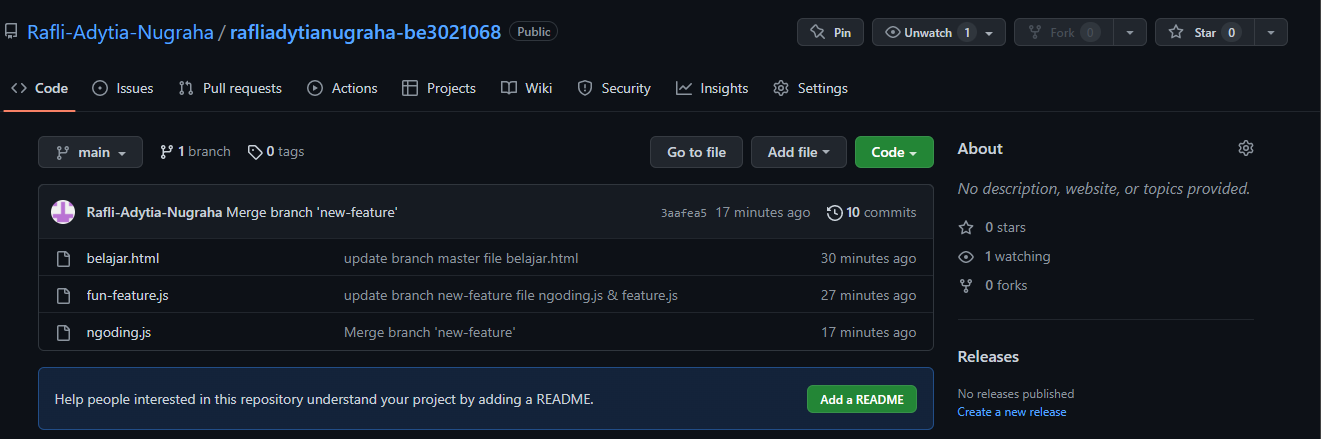 Rafli-Adytia-Nugraha / rafliadytianugraha-be3021068 Public Pin Unwatch 1 Fork 0 Star 0
Code Issues Pull requests Actions Projects Wiki Security Insights Settings
main 1 branch 0 tags Go to file Add file Code
Rafli-Adytia-Nugraha Merge branch 'new-feature' 3aafea5 17 minutes ago 10 commits
belajar.html update branch master file belajar.html 30 minutes ago
fun-feature.js update branch new-feature file ngoding.js & feature.js 27 minutes ago
ngoding.js Merge branch 'new-feature' 17 minutes ago
Help people interested in this repository understand your project by adding a README. Add a README
About
No description, website, or topics provided.
0 stars
1 watching
0 forks
Releases
No releases published
Create a new release